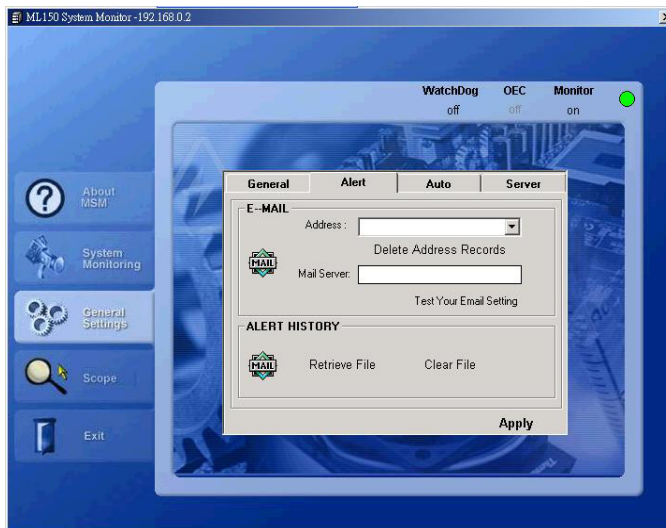 ML150 System Monitor -192.168.0.2
WatchDog OEC Monitor
off off on
About
MSM
System
Monitoring
General
Settings
Scope
Exit
General Alert Auto Server
E--MAIL
Address :
Delete Address Records
MAIL
Mail Server:
Test Your Email Setting
ALERT HISTORY
MAIL Retrieve File Clear File
Apply